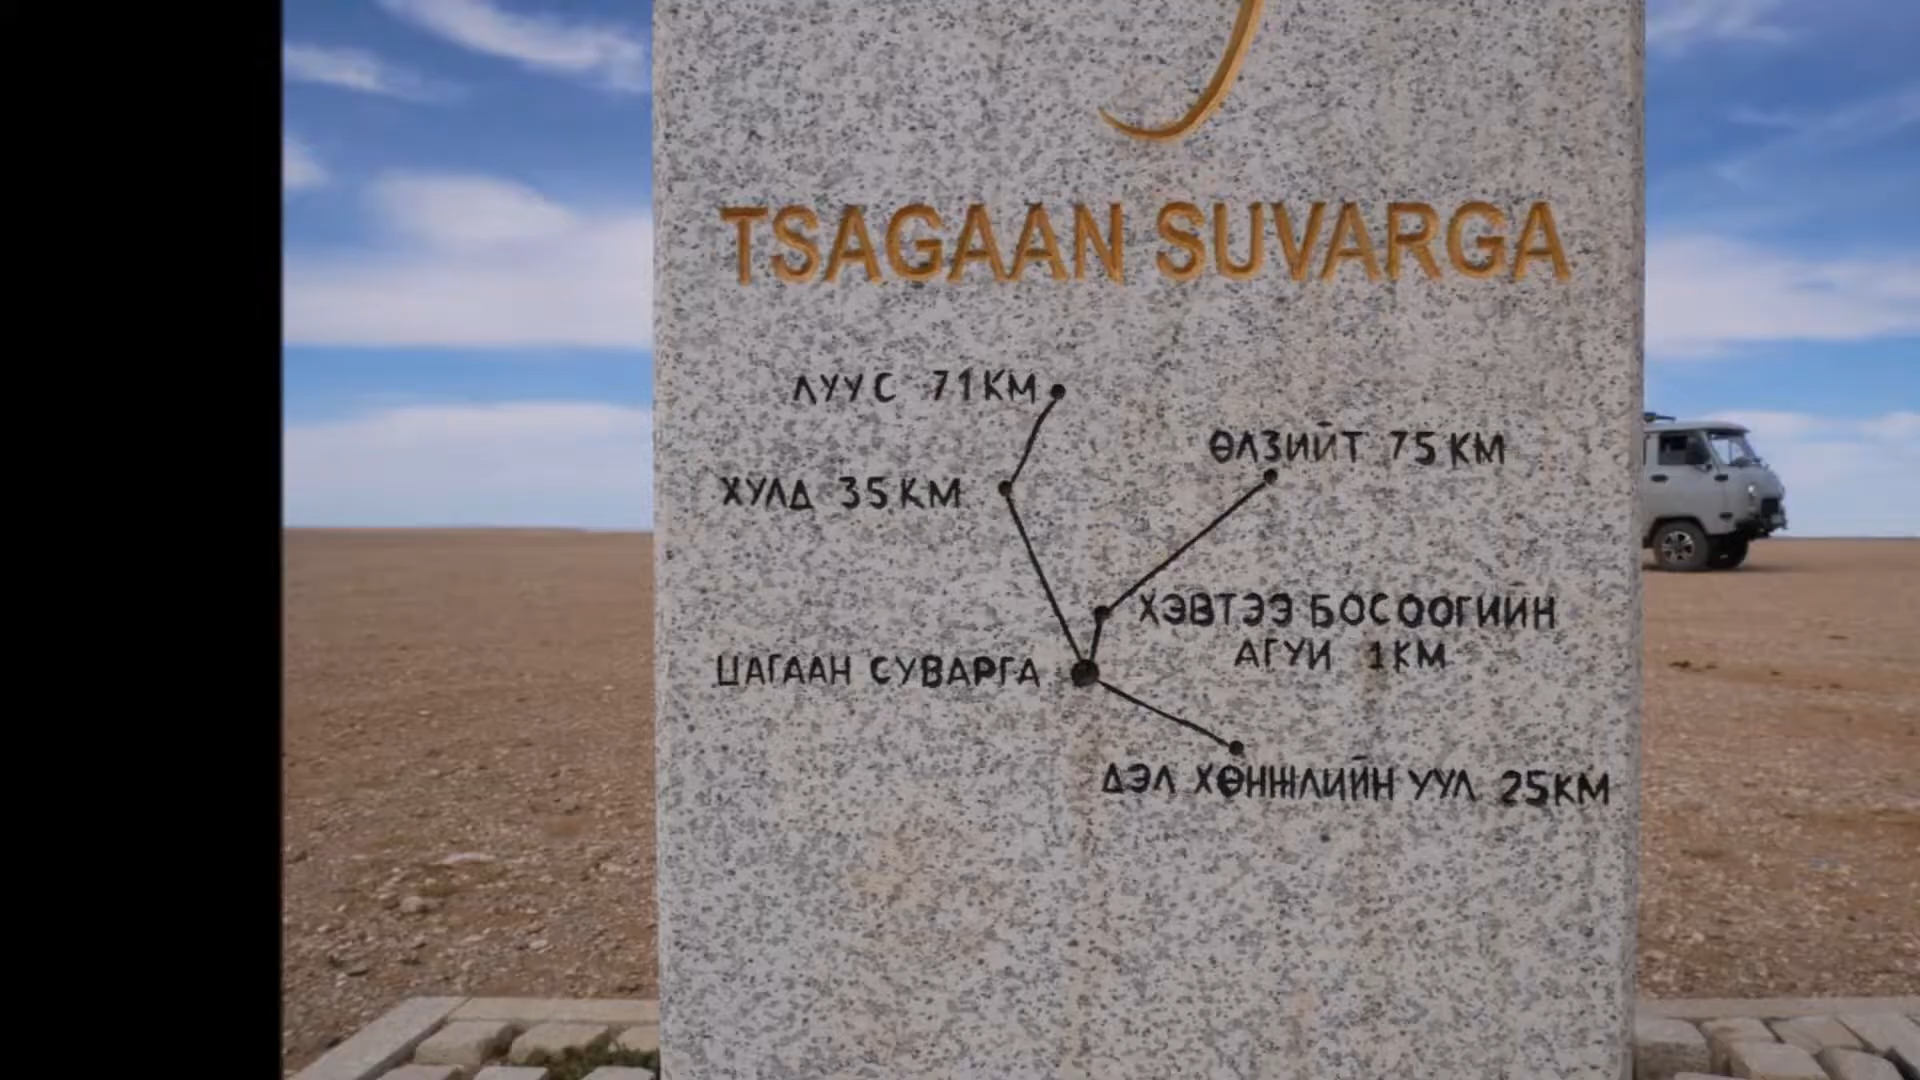 TSAGAAN SUVARGA
ЛУУС 71КМ
ӨЛЗИЙТ 75КМ
ХУЛД 35КМ
ХЭВТЭЭ БОСООГИЙН
АГУЙ 1КМ
ЦАГААН СУВАРГА
ДЭЛ ХӨНЖЛИЙН УУЛ 25КМ